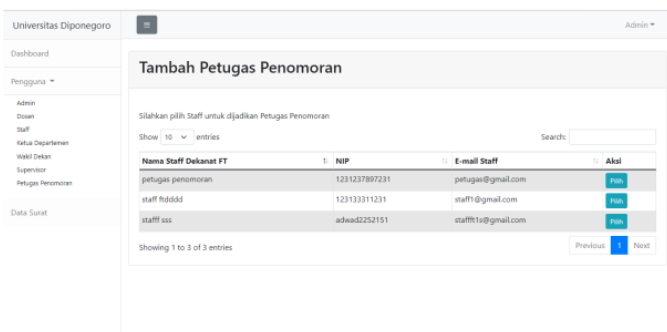 Universitas Diponegoro
Admin
Dashboard
Pengguna
Admin
Dosen
Staff
Ketua Departemen
Wakil Dekan
Supervisor
Petugas Penomoran
Data Surat
Tambah Petugas Penomoran
Silahkan pilih Staff untuk dijadikan Petugas Penomoran
Show 10 entries Search:
Nama Staff Dekanat FT NIP E-mail Staff Aksi
petugas penomoran 1231237897231 petugas@gmail.com Pilih
staff ftdddd 123133311231 staff1@gmail.com Pilih
stafff sss adwad2252151 staffft1s@gmail.com Pilih
Showing 1 to 3 of 3 entries Previous 1 Next